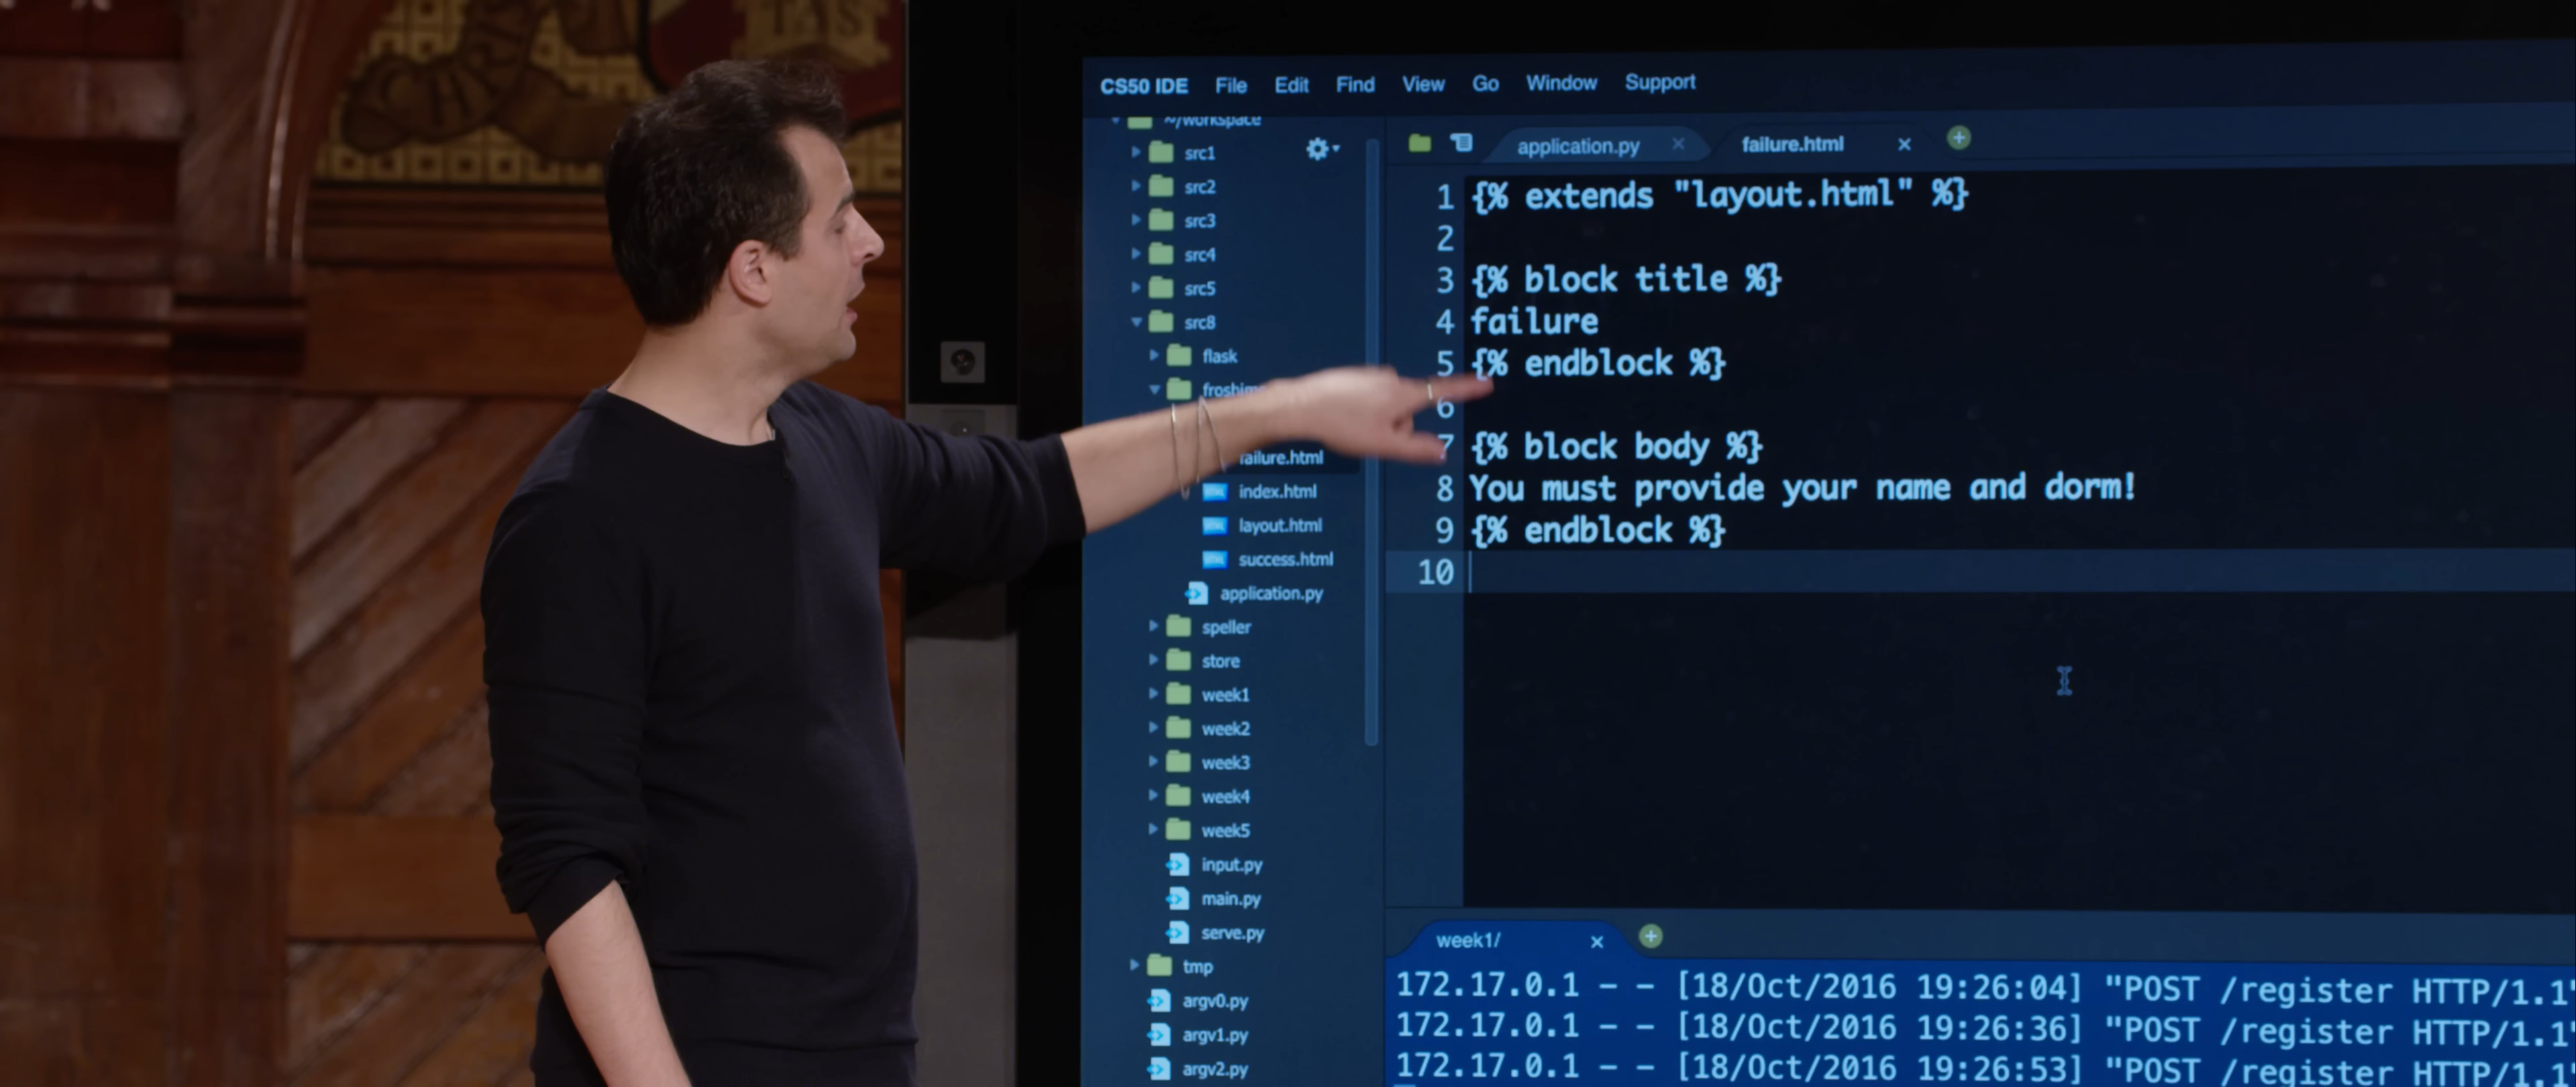 CS50 IDE File Edit Find View Go Window Support
~/workspace
src1
src2
src3
src4
src5
src8
flask
failure.html
index.html
layout.html
success.html
application.py
speller
store
week1
week2
week3
week4
week5
input.py
main.py
serve.py
tmp
argv0.py
argv1.py
argv2.py
application.py failure.html
1 {% extends "layout.html" %}
2
3 {% block title %}
4 failure
5 {% endblock %}
6
7 {% block body %}
8 You must provide your name and dorm!
9 {% endblock %}
10
week1/
172.17.0.1 - - [18/Oct/2016 19:26:04] "POST /register HTTP/1.1"
172.17.0.1 - - [18/Oct/2016 19:26:36] "POST /register HTTP/1.1
172.17.0.1 - - [18/Oct/2016 19:26:53] "POST /register HTTP/1.1